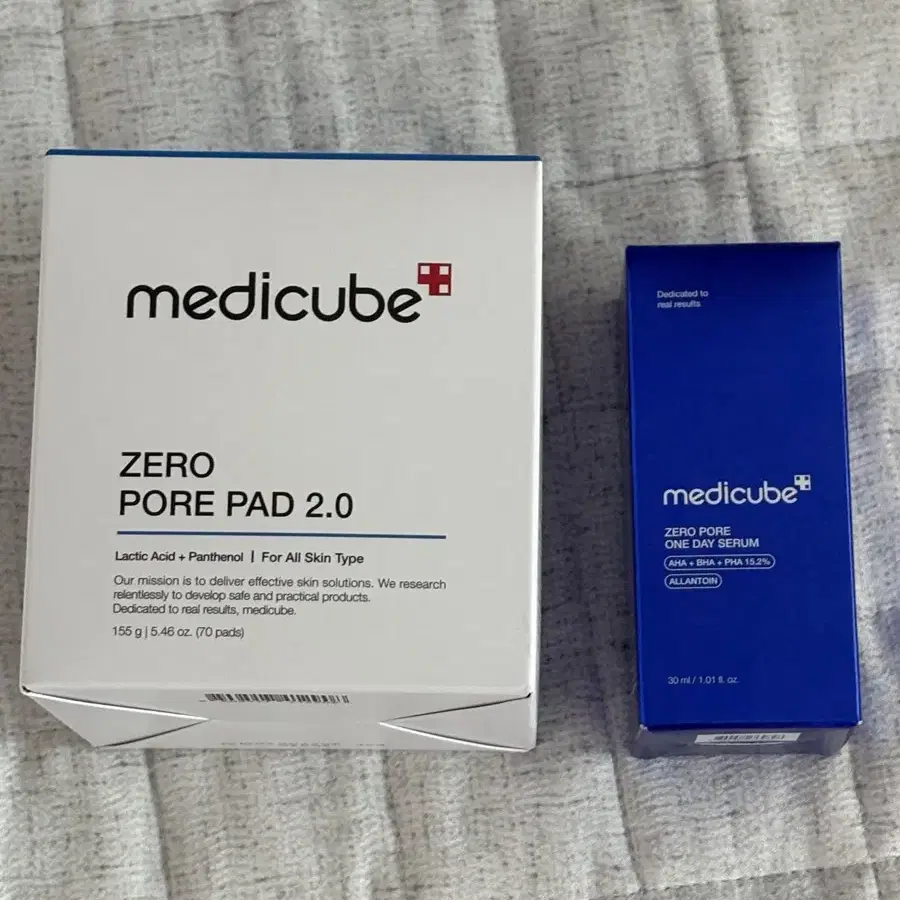 medicube
ZERO
PORE PAD 2.0
Lactic Acid + Panthenol | For All Skin Type
Our mission is to deliver effective skin solutions. We research
relentlessly to develop safe and practical products.
Dedicated to real results, medicube.
155 g | 5.46 oz. (70 pads)
Dedicated to
real results
medicube
ZERO PORE
ONE DAY SERUM
AHA + BHA + PHA 15.2%
ALLANTOIN
30 ml / 1.01 fl. oz.